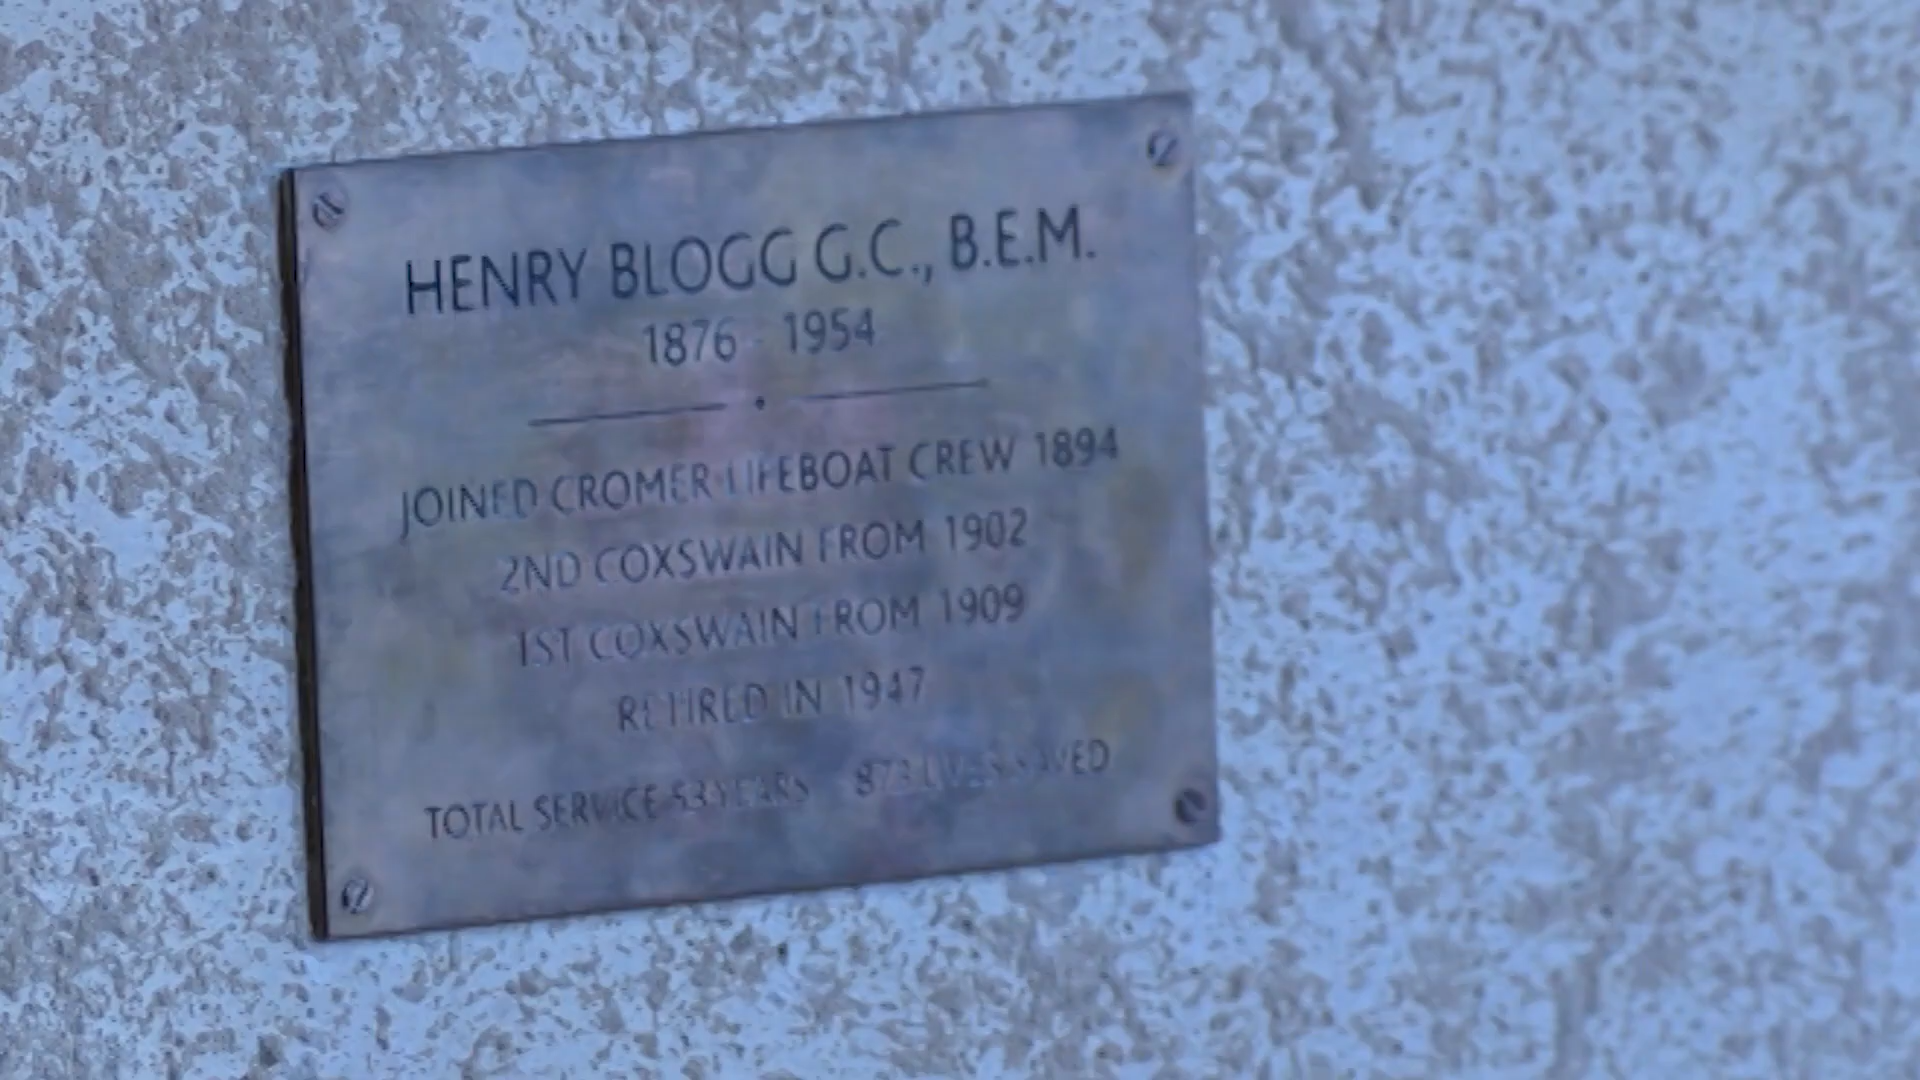 HENRY BLOGG G.C., B.E.M.
1876 - 1954
JOINED CROMER LIFEBOAT CREW 1894
2ND COXSWAIN FROM 1902
1ST COXSWAIN FROM 1909
RETIRED IN 1947
TOTAL SERVICE 53 YEARS 873 LIVES SAVED